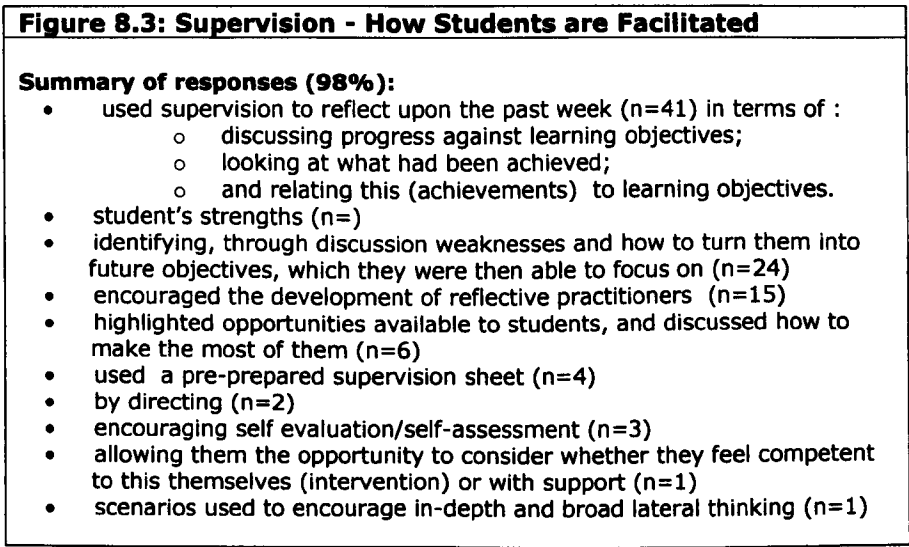 Figure 8.3: Supervision - How Students are Facilitated
Summary of responses (98%):
• used supervision to reflect upon the past week (n=41) in terms of :
o discussing progress against learning objectives;
o looking at what had been achieved;
o and relating this (achievements) to learning objectives.
• student's strengths (n=)
• identifying, through discussion weaknesses and how to turn them into
future objectives, which they were then able to focus on (n=24)
• encouraged the development of reflective practitioners (n=15)
• highlighted opportunities available to students, and discussed how to
make the most of them (n=6)
• used a pre-prepared supervision sheet (n=4)
• by directing (n=2)
• encouraging self evaluation/self-assessment (n=3)
• allowing them the opportunity to consider whether they feel competent
to this themselves (intervention) or with support (n=1)
• scenarios used to encourage in-depth and broad lateral thinking (n=1)